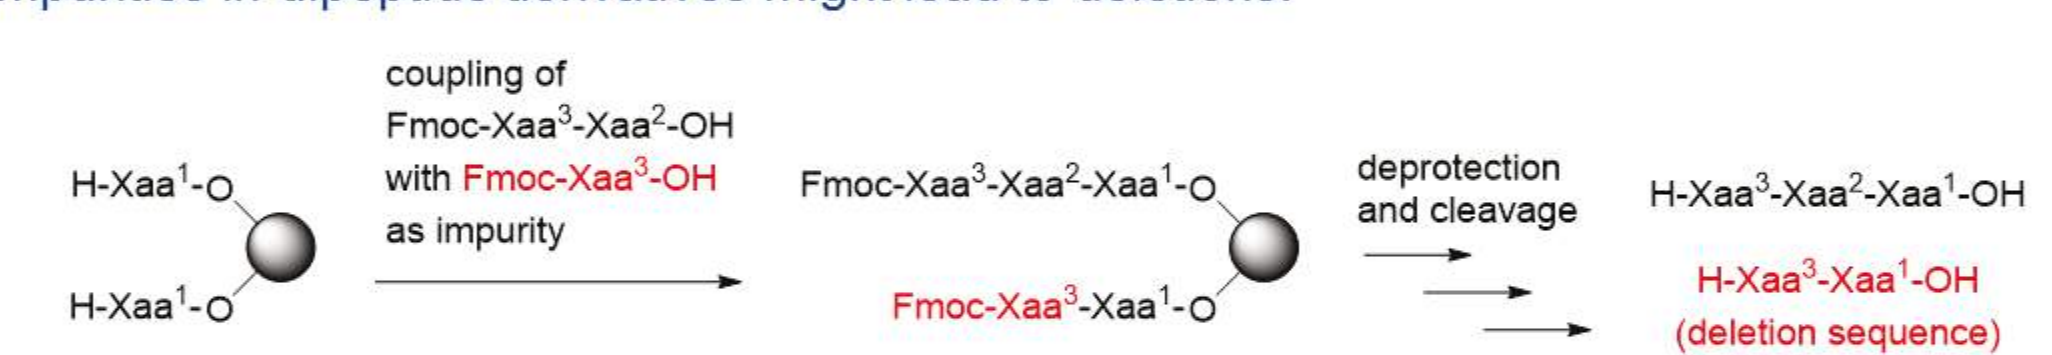 coupling of
Fmoc-Xaa³-Xaa²-OH
with Fmoc-Xaa³-OH
as impurity
H-Xaa¹-O
H-Xaa¹-O
Fmoc-Xaa³-Xaa²-Xaa¹-O
Fmoc-Xaa³-Xaa¹-O
deprotection
and cleavage
H-Xaa³-Xaa²-Xaa¹-OH
H-Xaa³-Xaa¹-OH
(deletion sequence)